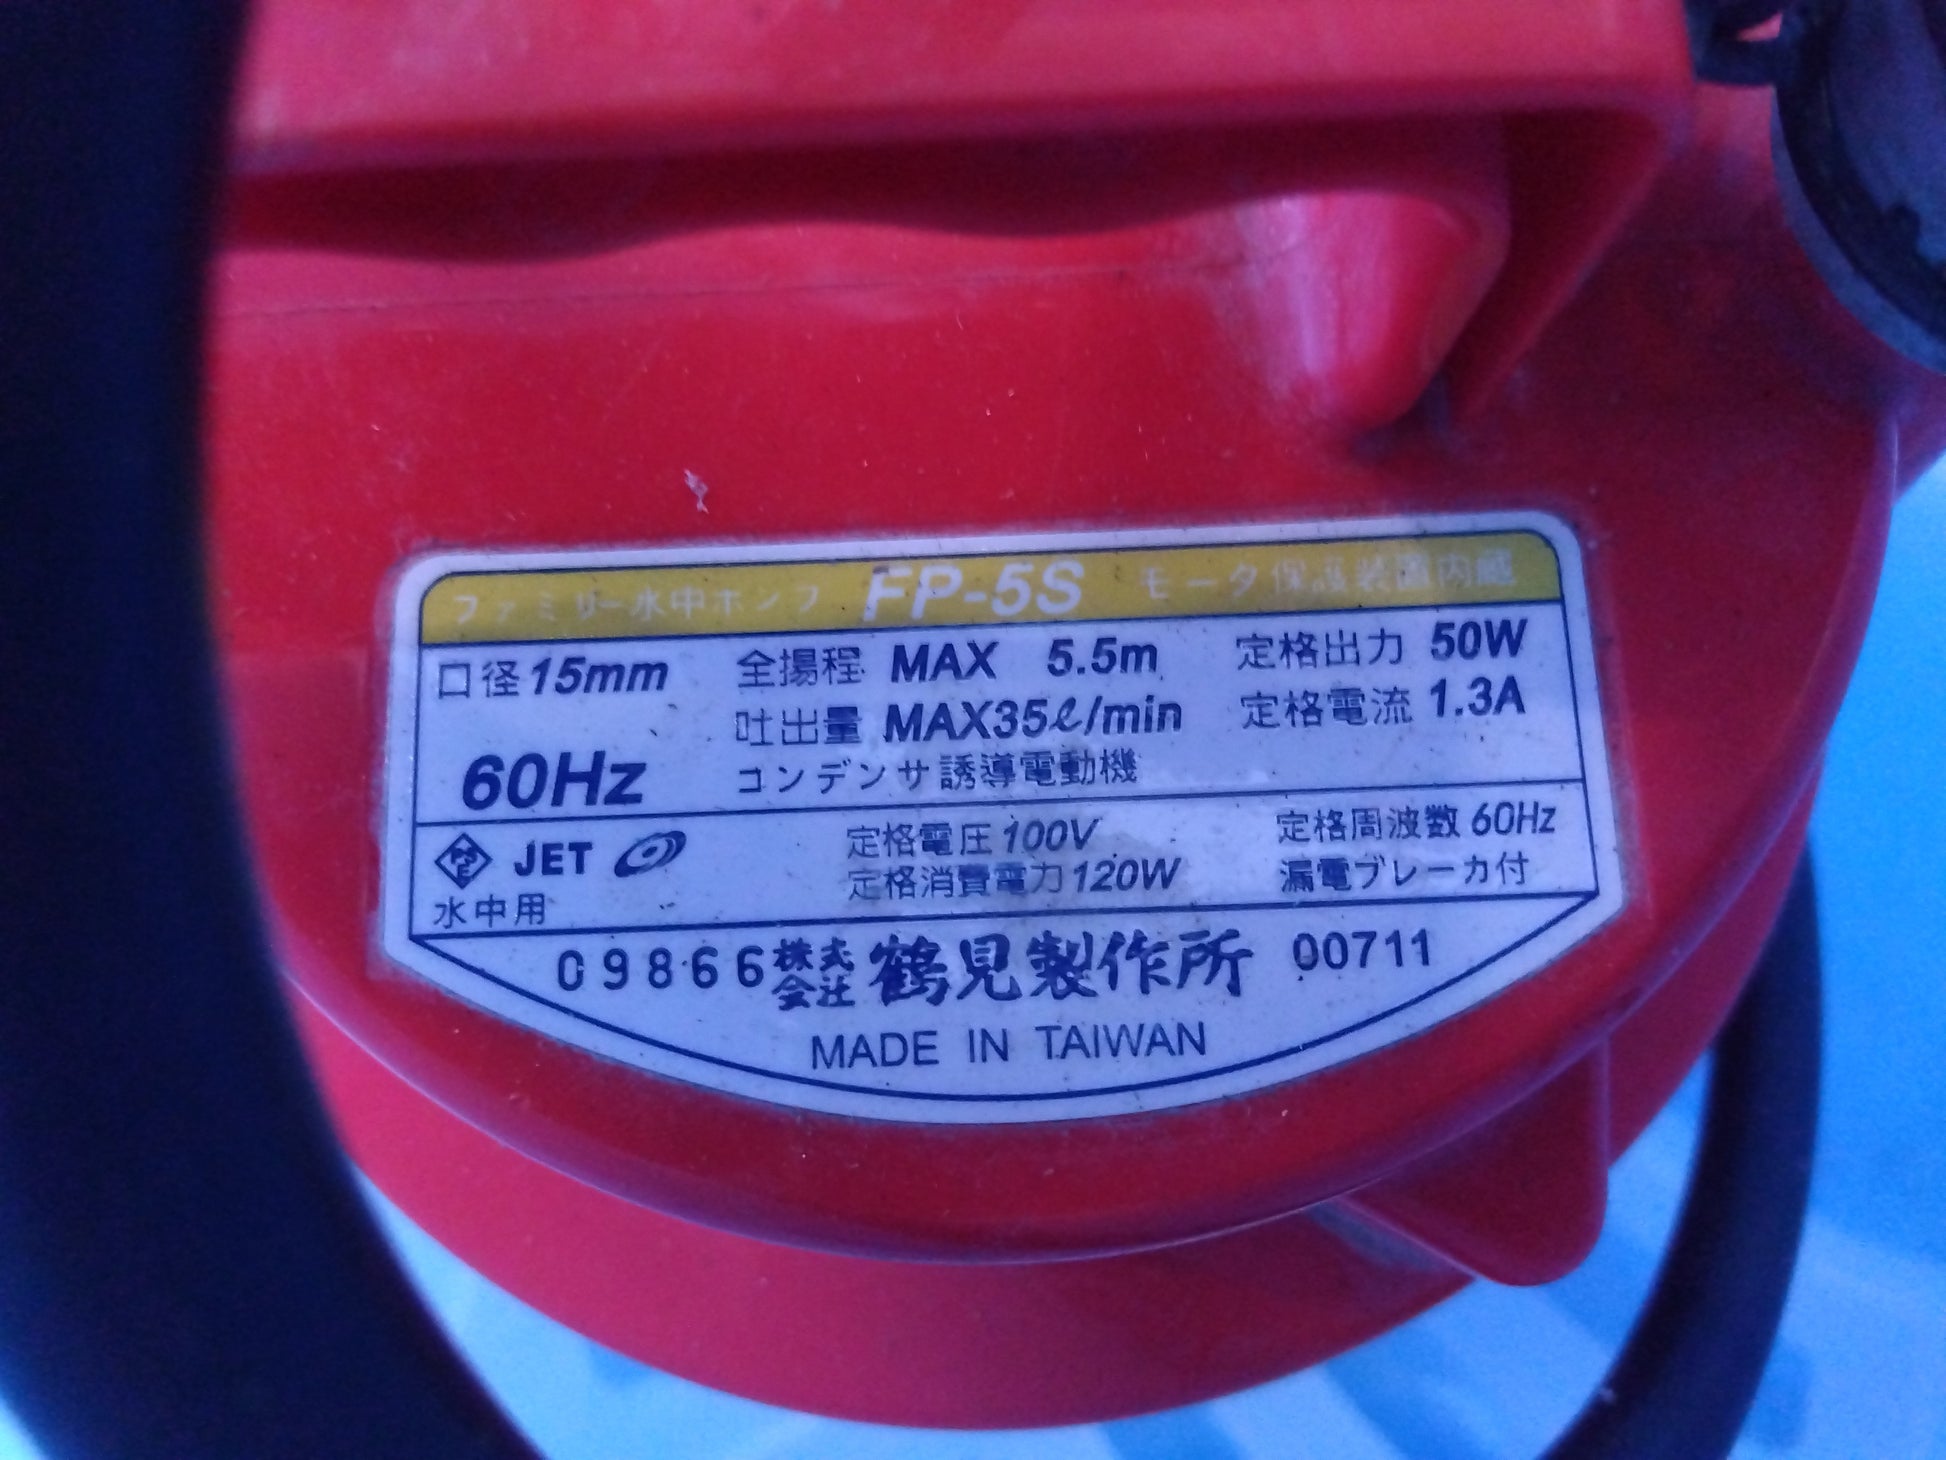 ファミリー水中ポンプ FP-5S モータ保護装置内蔵
口径15mm 全揚程 MAX 5.5m 定格出力 50W
吐出量 MAX35ℓ/min 定格電流 1.3A
60Hz コンデンサ誘導電動機
PSE JET 定格電圧100V 定格周波数60Hz
定格消費電力120W 漏電ブレーカ付
水中用
09866 株式会社 鶴見製作所 00711
MADE IN TAIWAN